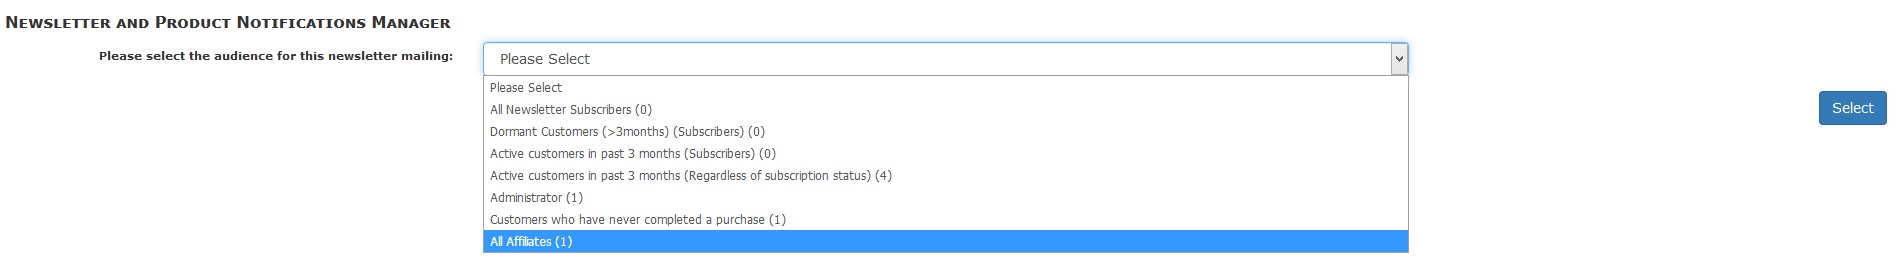 Newsletter and Product Notifications Manager
Please select the audience for this newsletter mailing:
Please Select
Please Select
All Newsletter Subscribers (0)
Dormant Customers (>3months) (Subscribers) (0)
Select
Active customers in past 3 months (Subscribers) (0)
Active customers in past 3 months (Regardless of subscription status) (4)
Administrator (1)
Customers who have never completed a purchase (1)
All Affiliates (1)